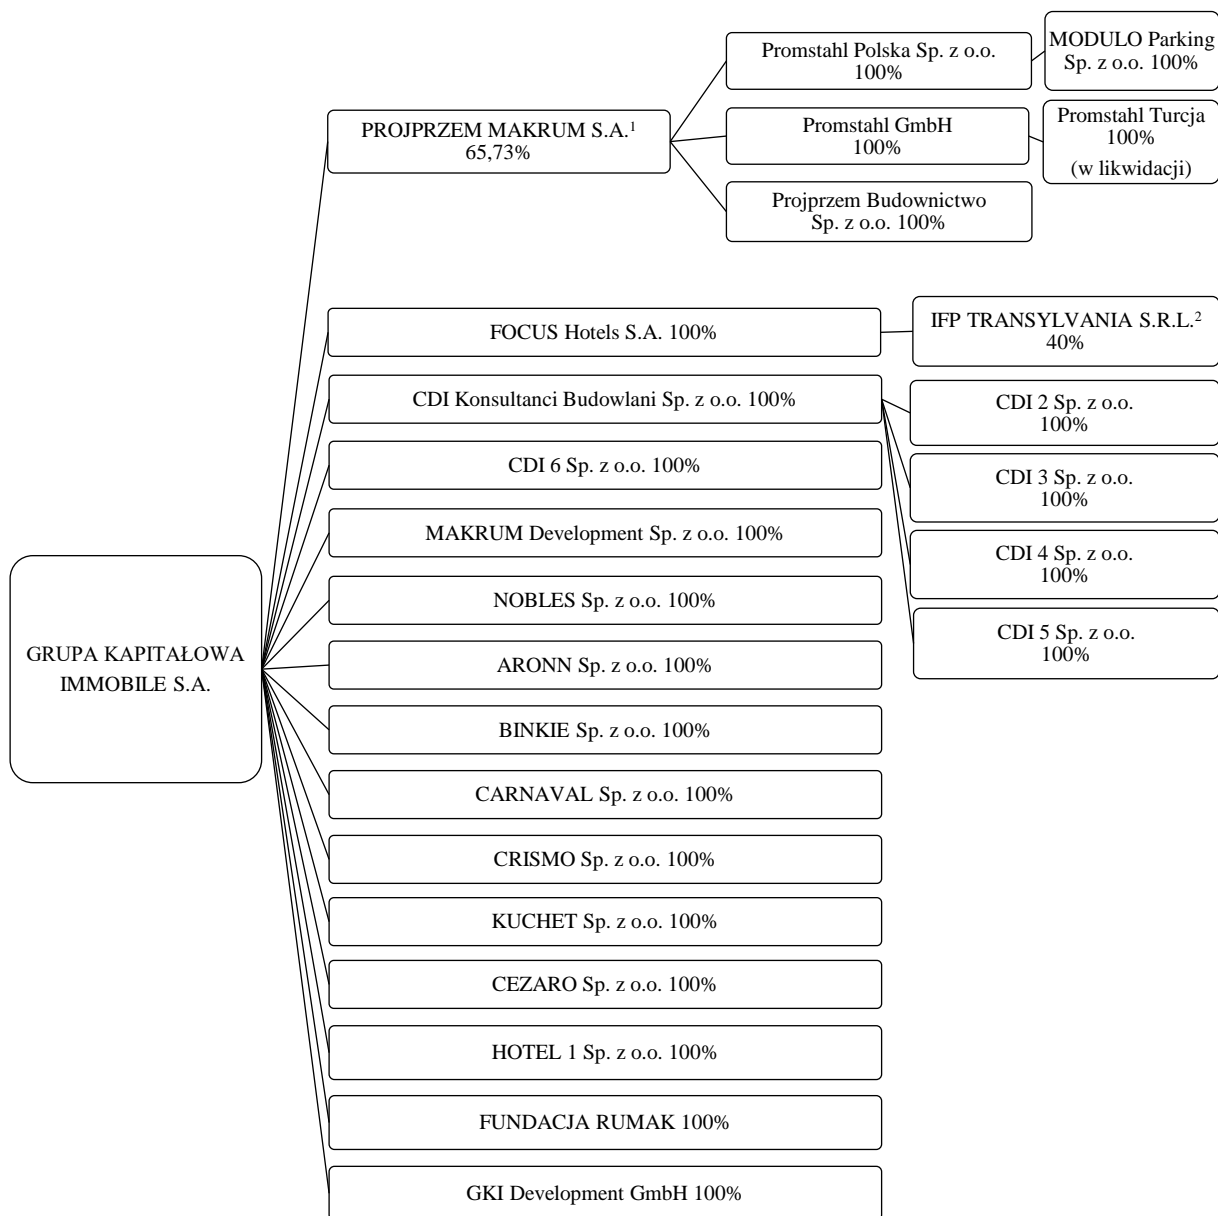 Promstahl Polska Sp. z o.o.
100%
MODULO Parking
Sp. z o.o. 100%
PROJPRZEM MAKRUM S.A.¹
65,73%
Promstahl GmbH
100%
Promstahl Turcja
100%
(w likwidacji)
Projprzem Budownictwo
Sp. z o.o. 100%
FOCUS Hotels S.A. 100%
IFP TRANSYLVANIA S.R.L.²
40%
CDI Konsultanci Budowlani Sp. z o.o. 100%
CDI 2 Sp. z o.o.
100%
CDI 6 Sp. z o.o. 100%
CDI 3 Sp. z o.o.
100%
MAKRUM Development Sp. z o.o. 100%
CDI 4 Sp. z o.o.
100%
NOBLES Sp. z o.o. 100%
CDI 5 Sp. z o.o.
100%
GRUPA KAPITAŁOWA
IMMOBILE S.A.
ARONN Sp. z o.o. 100%
BINKIE Sp. z o.o. 100%
CARNAVAL Sp. z o.o. 100%
CRISMO Sp. z o.o. 100%
KUCHET Sp. z o.o. 100%
CEZARO Sp. z o.o. 100%
HOTEL 1 Sp. z o.o. 100%
FUNDACJA RUMAK 100%
GKI Development GmbH 100%